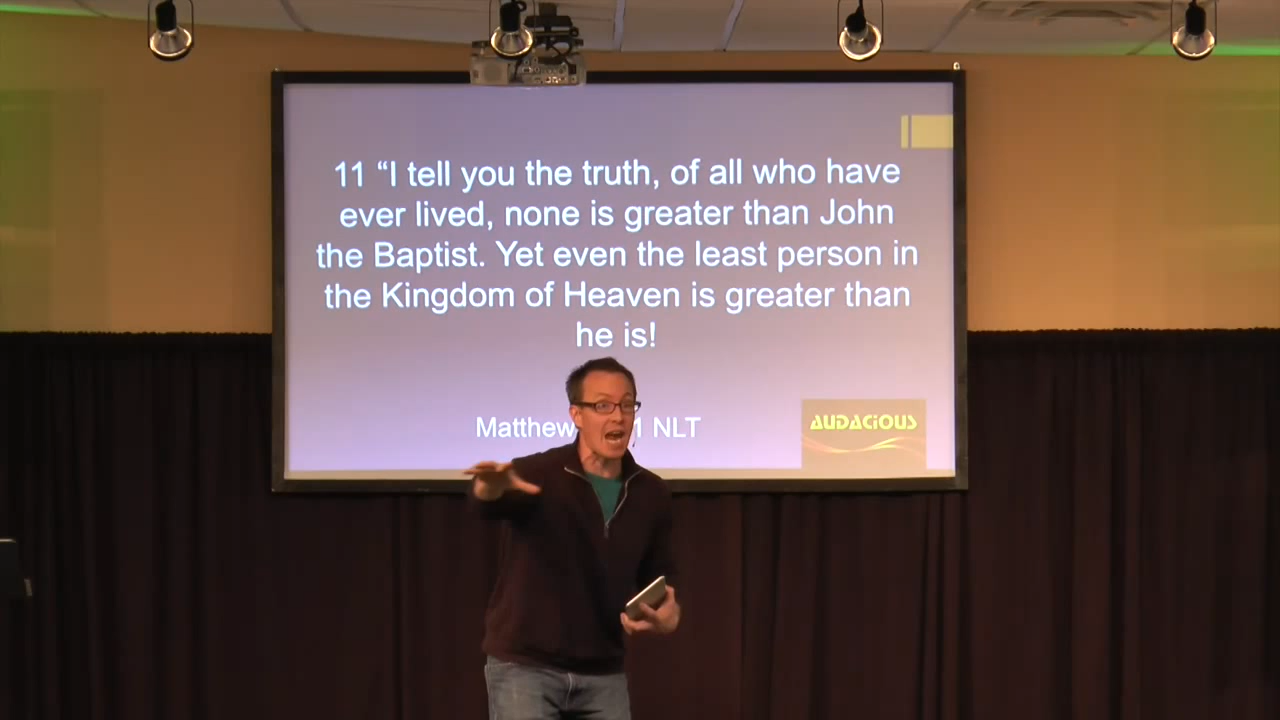 11 “I tell you the truth, of all who have
ever lived, none is greater than John
the Baptist. Yet even the least person in
the Kingdom of Heaven is greater than
he is!
Matthew 1 NLT
AUDACIOUS